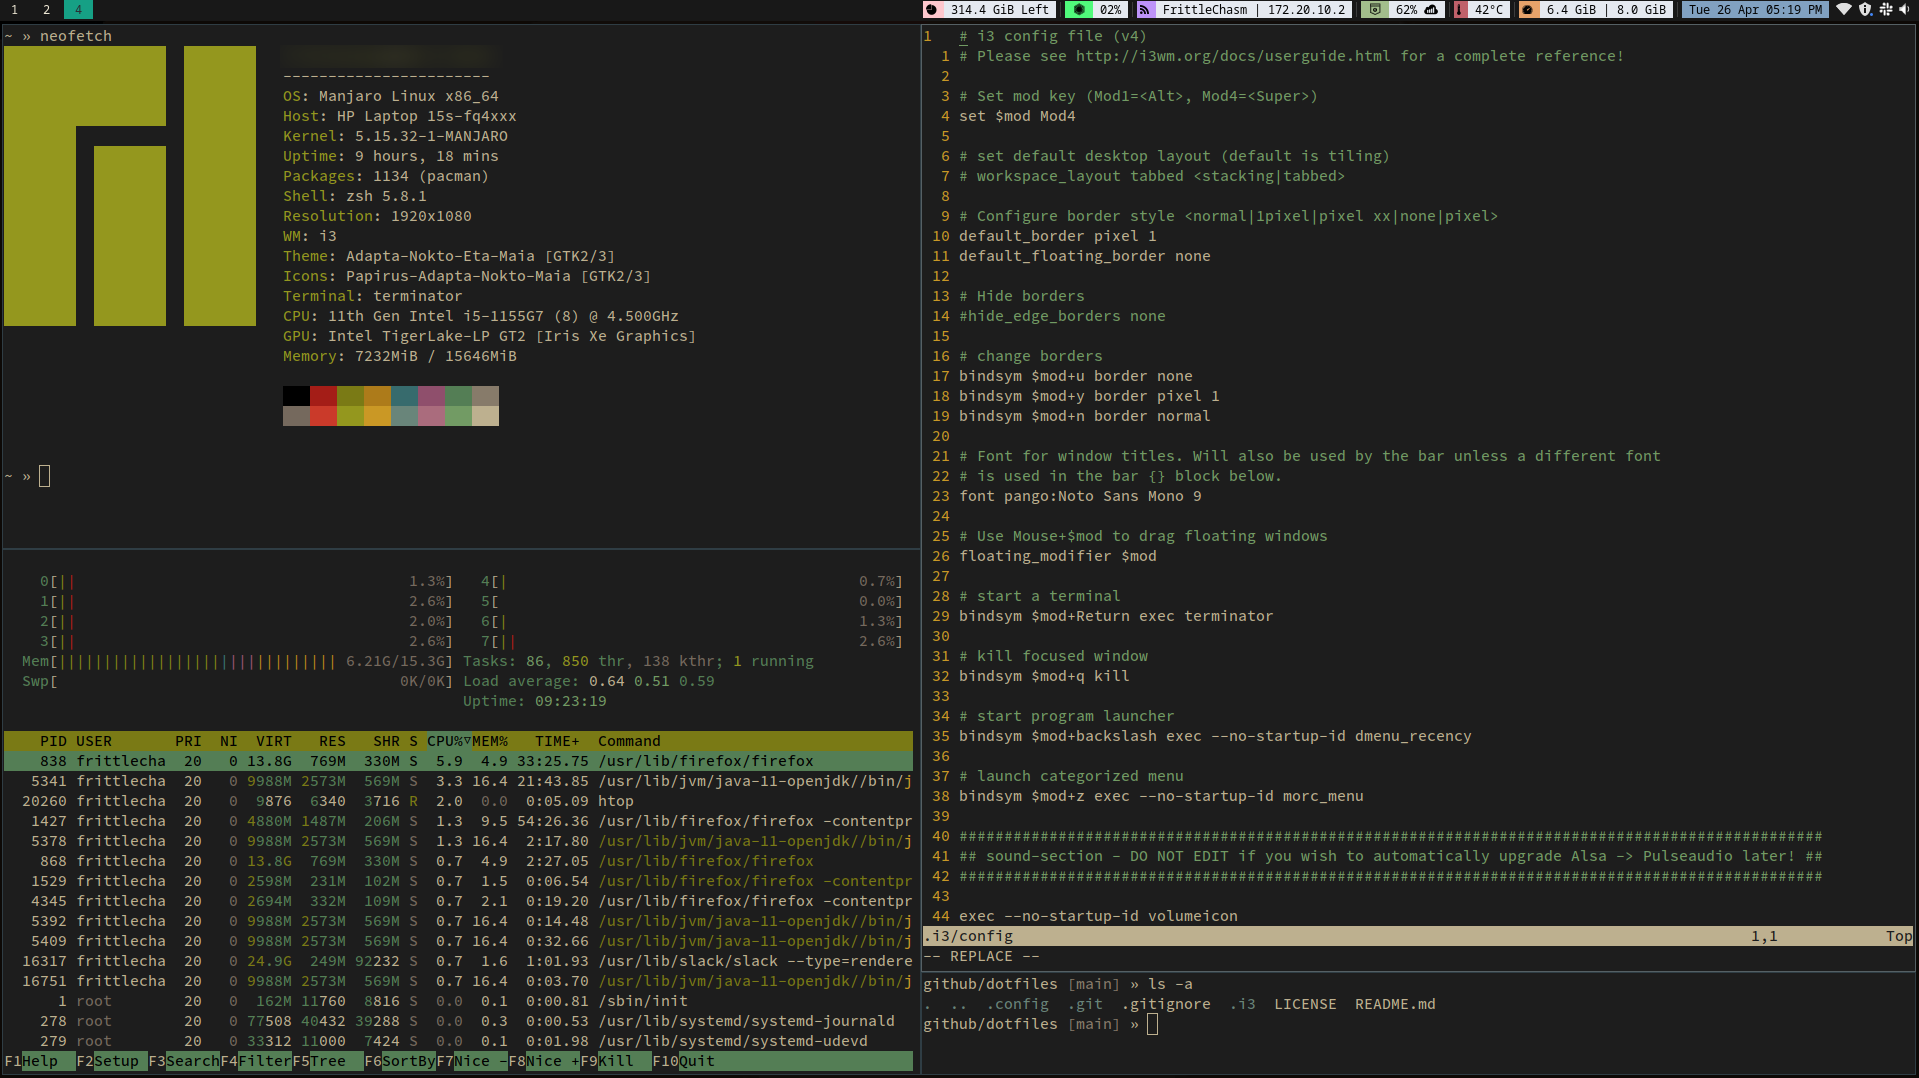 1 2 4
314.4 GiB Left 02% FrittleChasm | 172.20.10.2 62% 42°C 6.4 GiB | 8.0 GiB Tue 26 Apr 05:19 PM
~ » neofetch
-----------------------
OS: Manjaro Linux x86_64
Host: HP Laptop 15s-fq4xxx
Kernel: 5.15.32-1-MANJARO
Uptime: 9 hours, 18 mins
Packages: 1134 (pacman)
Shell: zsh 5.8.1
Resolution: 1920x1080
WM: i3
Theme: Adapta-Nokto-Eta-Maia [GTK2/3]
Icons: Papirus-Adapta-Nokto-Maia [GTK2/3]
Terminal: terminator
CPU: 11th Gen Intel i5-1155G7 (8) @ 4.500GHz
GPU: Intel TigerLake-LP GT2 [Iris Xe Graphics]
Memory: 7232MiB / 15646MiB
~ »
0[|| 1.3%] 4[| 0.7%]
1[|| 2.6%] 5[ 0.0%]
2[|| 2.0%] 6[| 1.3%]
3[|| 2.6%] 7[|| 2.6%]
Mem[||||||||||||||||||||||||||||||| 6.21G/15.3G] Tasks: 86, 850 thr, 138 kthr; 1 running
Swp[ 0K/0K] Load average: 0.64 0.51 0.59
Uptime: 09:23:19
PID USER PRI NI VIRT RES SHR S CPU%▽MEM% TIME+ Command
838 frittlecha 20 0 13.8G 769M 330M S 5.9 4.9 33:25.75 /usr/lib/firefox/firefox
5341 frittlecha 20 0 9988M 2573M 569M S 3.3 16.4 21:43.85 /usr/lib/jvm/java-11-openjdk//bin/j
20260 frittlecha 20 0 9876 6340 3716 R 2.0 0.0 0:05.09 htop
1427 frittlecha 20 0 4880M 1487M 206M S 1.3 9.5 54:26.36 /usr/lib/firefox/firefox -contentpr
5378 frittlecha 20 0 9988M 2573M 569M S 1.3 16.4 2:17.80 /usr/lib/jvm/java-11-openjdk//bin/j
868 frittlecha 20 0 13.8G 769M 330M S 0.7 4.9 2:27.05 /usr/lib/firefox/firefox
1529 frittlecha 20 0 2598M 231M 102M S 0.7 1.5 0:06.54 /usr/lib/firefox/firefox -contentpr
4345 frittlecha 20 0 2694M 332M 109M S 0.7 2.1 0:19.20 /usr/lib/firefox/firefox -contentpr
5392 frittlecha 20 0 9988M 2573M 569M S 0.7 16.4 0:14.48 /usr/lib/jvm/java-11-openjdk//bin/j
5409 frittlecha 20 0 9988M 2573M 569M S 0.7 16.4 0:32.66 /usr/lib/jvm/java-11-openjdk//bin/j
16317 frittlecha 20 0 24.9G 249M 92232 S 0.7 1.6 1:01.93 /usr/lib/slack/slack --type=rendere
16751 frittlecha 20 0 9988M 2573M 569M S 0.7 16.4 0:03.70 /usr/lib/jvm/java-11-openjdk//bin/j
1 root 20 0 162M 11760 8816 S 0.0 0.1 0:00.81 /sbin/init
278 root 20 0 77508 40432 39288 S 0.0 0.3 0:00.53 /usr/lib/systemd/systemd-journald
279 root 20 0 33312 11000 7424 S 0.0 0.1 0:01.98 /usr/lib/systemd/systemd-udevd
F1Help F2Setup F3SearchF4FilterF5Tree F6SortByF7Nice -F8Nice +F9Kill F10Quit
1 # i3 config file (v4)
1 # Please see http://i3wm.org/docs/userguide.html for a complete reference!
2
3 # Set mod key (Mod1=<Alt>, Mod4=<Super>)
4 set $mod Mod4
5
6 # set default desktop layout (default is tiling)
7 # workspace_layout tabbed <stacking|tabbed>
8
9 # Configure border style <normal|1pixel|pixel xx|none|pixel>
10 default_border pixel 1
11 default_floating_border none
12
13 # Hide borders
14 #hide_edge_borders none
15
16 # change borders
17 bindsym $mod+u border none
18 bindsym $mod+y border pixel 1
19 bindsym $mod+n border normal
20
21 # Font for window titles. Will also be used by the bar unless a different font
22 # is used in the bar {} block below.
23 font pango:Noto Sans Mono 9
24
25 # Use Mouse+$mod to drag floating windows
26 floating_modifier $mod
27
28 # start a terminal
29 bindsym $mod+Return exec terminator
30
31 # kill focused window
32 bindsym $mod+q kill
33
34 # start program launcher
35 bindsym $mod+backslash exec --no-startup-id dmenu_recency
36
37 # launch categorized menu
38 bindsym $mod+z exec --no-startup-id morc_menu
39
40 ################################################################################################
41 ## sound-section - DO NOT EDIT if you wish to automatically upgrade Alsa -> Pulseaudio later! ##
42 ################################################################################################
43
44 exec --no-startup-id volumeicon
.i3/config 1,1 Top
-- REPLACE --
github/dotfiles [main] » ls -a
. .. .config .git .gitignore .i3 LICENSE README.md
github/dotfiles [main] »